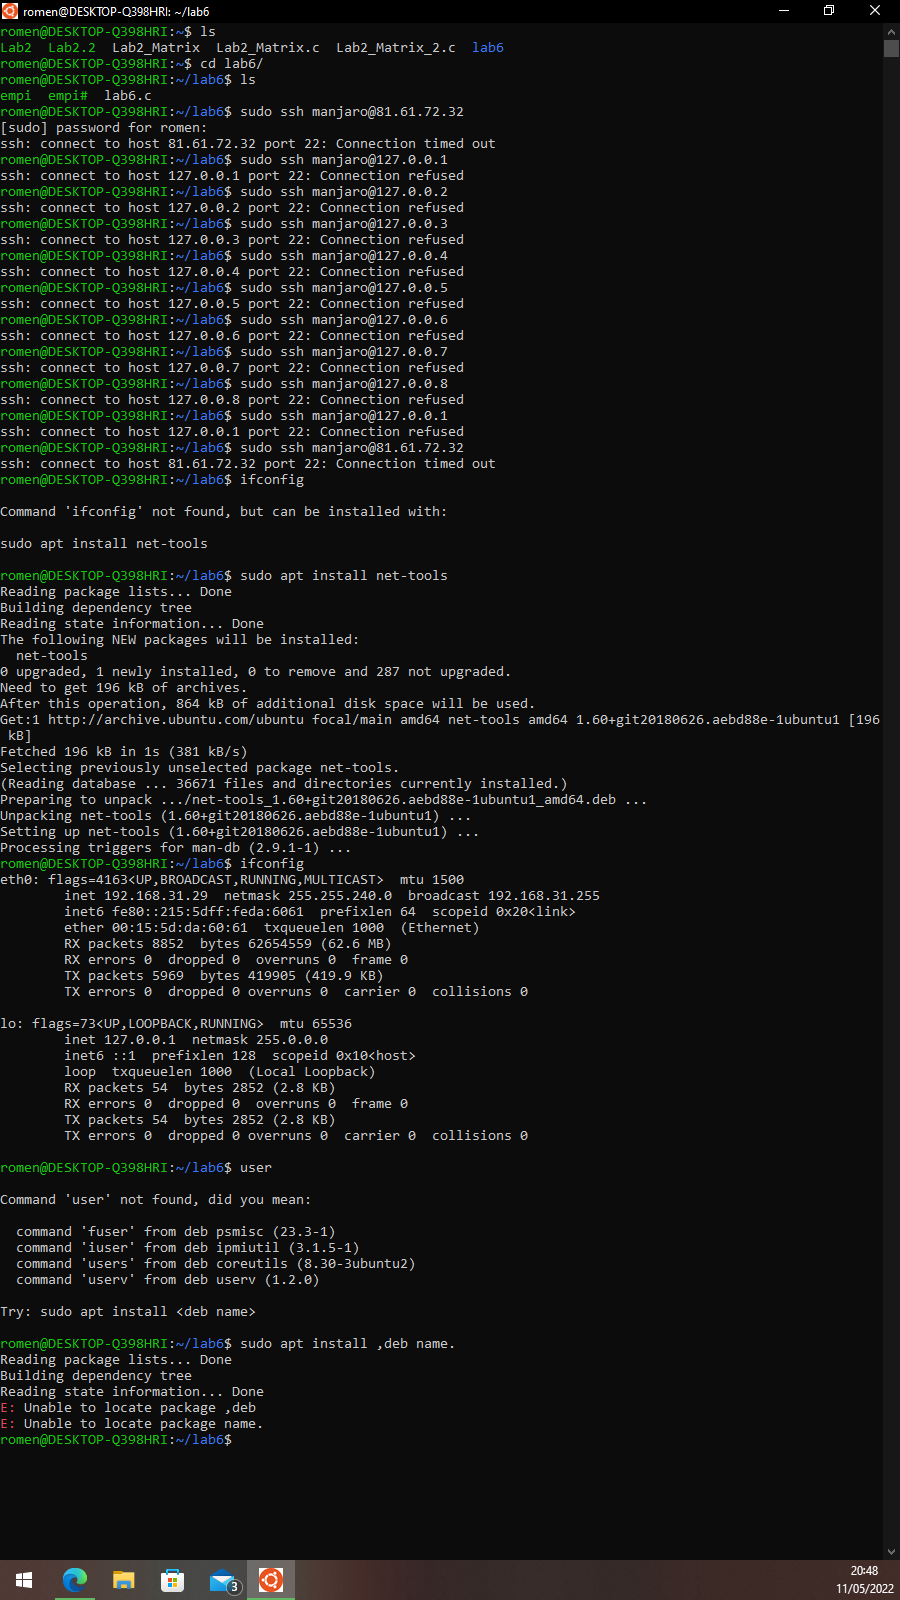 romen@DESKTOP-Q398HRI: ~/lab6
romen@DESKTOP-Q398HRI:~$ ls
Lab2  Lab2.2  Lab2_Matrix  Lab2_Matrix.c  Lab2_Matrix_2.c  lab6
romen@DESKTOP-Q398HRI:~$ cd lab6/
romen@DESKTOP-Q398HRI:~/lab6$ ls
empi  empi#  lab6.c
romen@DESKTOP-Q398HRI:~/lab6$ sudo ssh manjaro@81.61.72.32
[sudo] password for romen:
ssh: connect to host 81.61.72.32 port 22: Connection timed out
romen@DESKTOP-Q398HRI:~/lab6$ sudo ssh manjaro@127.0.0.1
ssh: connect to host 127.0.0.1 port 22: Connection refused
romen@DESKTOP-Q398HRI:~/lab6$ sudo ssh manjaro@127.0.0.2
ssh: connect to host 127.0.0.2 port 22: Connection refused
romen@DESKTOP-Q398HRI:~/lab6$ sudo ssh manjaro@127.0.0.3
ssh: connect to host 127.0.0.3 port 22: Connection refused
romen@DESKTOP-Q398HRI:~/lab6$ sudo ssh manjaro@127.0.0.4
ssh: connect to host 127.0.0.4 port 22: Connection refused
romen@DESKTOP-Q398HRI:~/lab6$ sudo ssh manjaro@127.0.0.5
ssh: connect to host 127.0.0.5 port 22: Connection refused
romen@DESKTOP-Q398HRI:~/lab6$ sudo ssh manjaro@127.0.0.6
ssh: connect to host 127.0.0.6 port 22: Connection refused
romen@DESKTOP-Q398HRI:~/lab6$ sudo ssh manjaro@127.0.0.7
ssh: connect to host 127.0.0.7 port 22: Connection refused
romen@DESKTOP-Q398HRI:~/lab6$ sudo ssh manjaro@127.0.0.8
ssh: connect to host 127.0.0.8 port 22: Connection refused
romen@DESKTOP-Q398HRI:~/lab6$ sudo ssh manjaro@127.0.0.1
ssh: connect to host 127.0.0.1 port 22: Connection refused
romen@DESKTOP-Q398HRI:~/lab6$ sudo ssh manjaro@81.61.72.32
ssh: connect to host 81.61.72.32 port 22: Connection timed out
romen@DESKTOP-Q398HRI:~/lab6$ ifconfig
Command 'ifconfig' not found, but can be installed with:
sudo apt install net-tools
romen@DESKTOP-Q398HRI:~/lab6$ sudo apt install net-tools
Reading package lists... Done
Building dependency tree
Reading state information... Done
The following NEW packages will be installed:
  net-tools
0 upgraded, 1 newly installed, 0 to remove and 287 not upgraded.
Need to get 196 kB of archives.
After this operation, 864 kB of additional disk space will be used.
Get:1 http://archive.ubuntu.com/ubuntu focal/main amd64 net-tools amd64 1.60+git20180626.aebd88e-1ubuntu1 [196
 kB]
Fetched 196 kB in 1s (381 kB/s)
Selecting previously unselected package net-tools.
(Reading database ... 36671 files and directories currently installed.)
Preparing to unpack .../net-tools_1.60+git20180626.aebd88e-1ubuntu1_amd64.deb ...
Unpacking net-tools (1.60+git20180626.aebd88e-1ubuntu1) ...
Setting up net-tools (1.60+git20180626.aebd88e-1ubuntu1) ...
Processing triggers for man-db (2.9.1-1) ...
romen@DESKTOP-Q398HRI:~/lab6$ ifconfig
eth0: flags=4163<UP,BROADCAST,RUNNING,MULTICAST>  mtu 1500
        inet 192.168.31.29  netmask 255.255.240.0  broadcast 192.168.31.255
        inet6 fe80::215:5dff:feda:6061  prefixlen 64  scopeid 0x20<link>
        ether 00:15:5d:da:60:61  txqueuelen 1000  (Ethernet)
        RX packets 8852  bytes 62654559 (62.6 MB)
        RX errors 0  dropped 0  overruns 0  frame 0
        TX packets 5969  bytes 419905 (419.9 KB)
        TX errors 0  dropped 0 overruns 0  carrier 0  collisions 0
lo: flags=73<UP,LOOPBACK,RUNNING>  mtu 65536
        inet 127.0.0.1  netmask 255.0.0.0
        inet6 ::1  prefixlen 128  scopeid 0x10<host>
        loop  txqueuelen 1000  (Local Loopback)
        RX packets 54  bytes 2852 (2.8 KB)
        RX errors 0  dropped 0  overruns 0  frame 0
        TX packets 54  bytes 2852 (2.8 KB)
        TX errors 0  dropped 0 overruns 0  carrier 0  collisions 0
romen@DESKTOP-Q398HRI:~/lab6$ user
Command 'user' not found, did you mean:
  command 'fuser' from deb psmisc (23.3-1)
  command 'iuser' from deb ipmiutil (3.1.5-1)
  command 'users' from deb coreutils (8.30-3ubuntu2)
  command 'userv' from deb userv (1.2.0)
Try: sudo apt install <deb name>
romen@DESKTOP-Q398HRI:~/lab6$ sudo apt install ,deb name.
Reading package lists... Done
Building dependency tree
Reading state information... Done
E: Unable to locate package ,deb
E: Unable to locate package name.
romen@DESKTOP-Q398HRI:~/lab6$
3
20:48
11/05/2022